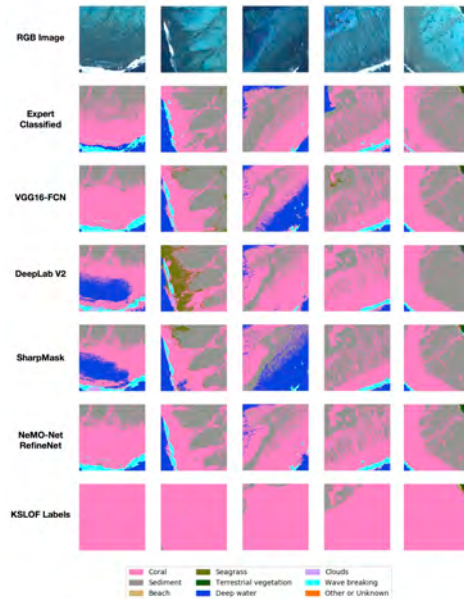 RGB Image
Expert
Classified
VGG16-FCN
DeepLab V2
SharpMask
NeMO-Net
RefineNet
KSLOF Labels
Coral
Seagrass
Clouds
Sediment
Terrestrial vegetation
Wave breaking
Beach
Deep water
Other or Unknown